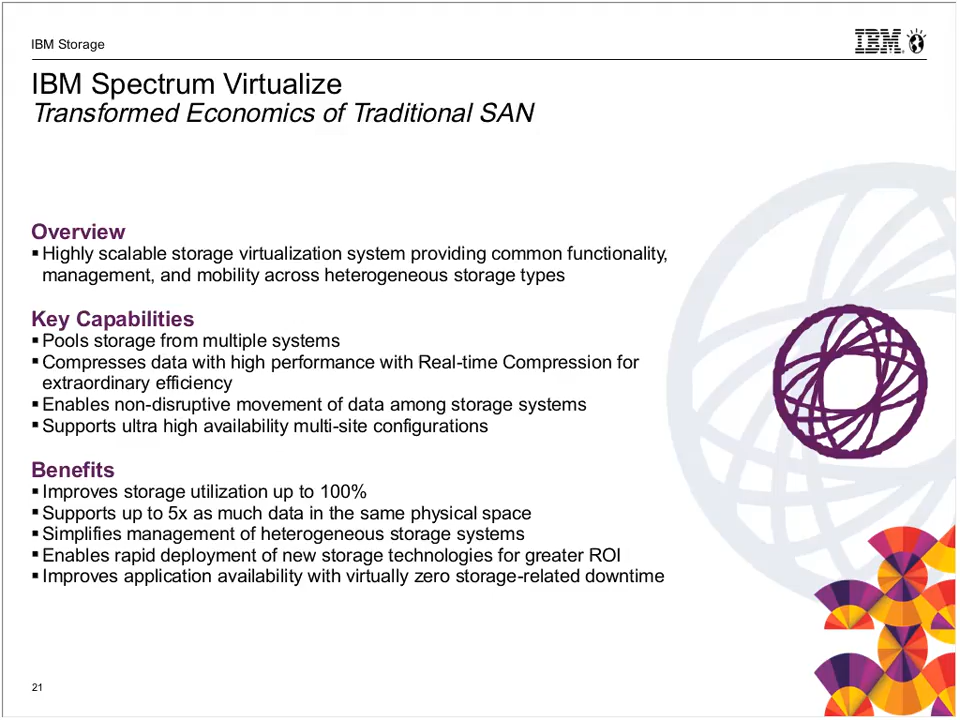 IBM Storage
IBM
IBM Spectrum Virtualize
Transformed Economics of Traditional SAN
Overview
▪ Highly scalable storage virtualization system providing common functionality,
management, and mobility across heterogeneous storage types
Key Capabilities
▪ Pools storage from multiple systems
▪ Compresses data with high performance with Real-time Compression for
extraordinary efficiency
▪ Enables non-disruptive movement of data among storage systems
▪ Supports ultra high availability multi-site configurations
Benefits
▪ Improves storage utilization up to 100%
▪ Supports up to 5x as much data in the same physical space
▪ Simplifies management of heterogeneous storage systems
▪ Enables rapid deployment of new storage technologies for greater ROI
▪ Improves application availability with virtually zero storage-related downtime
21